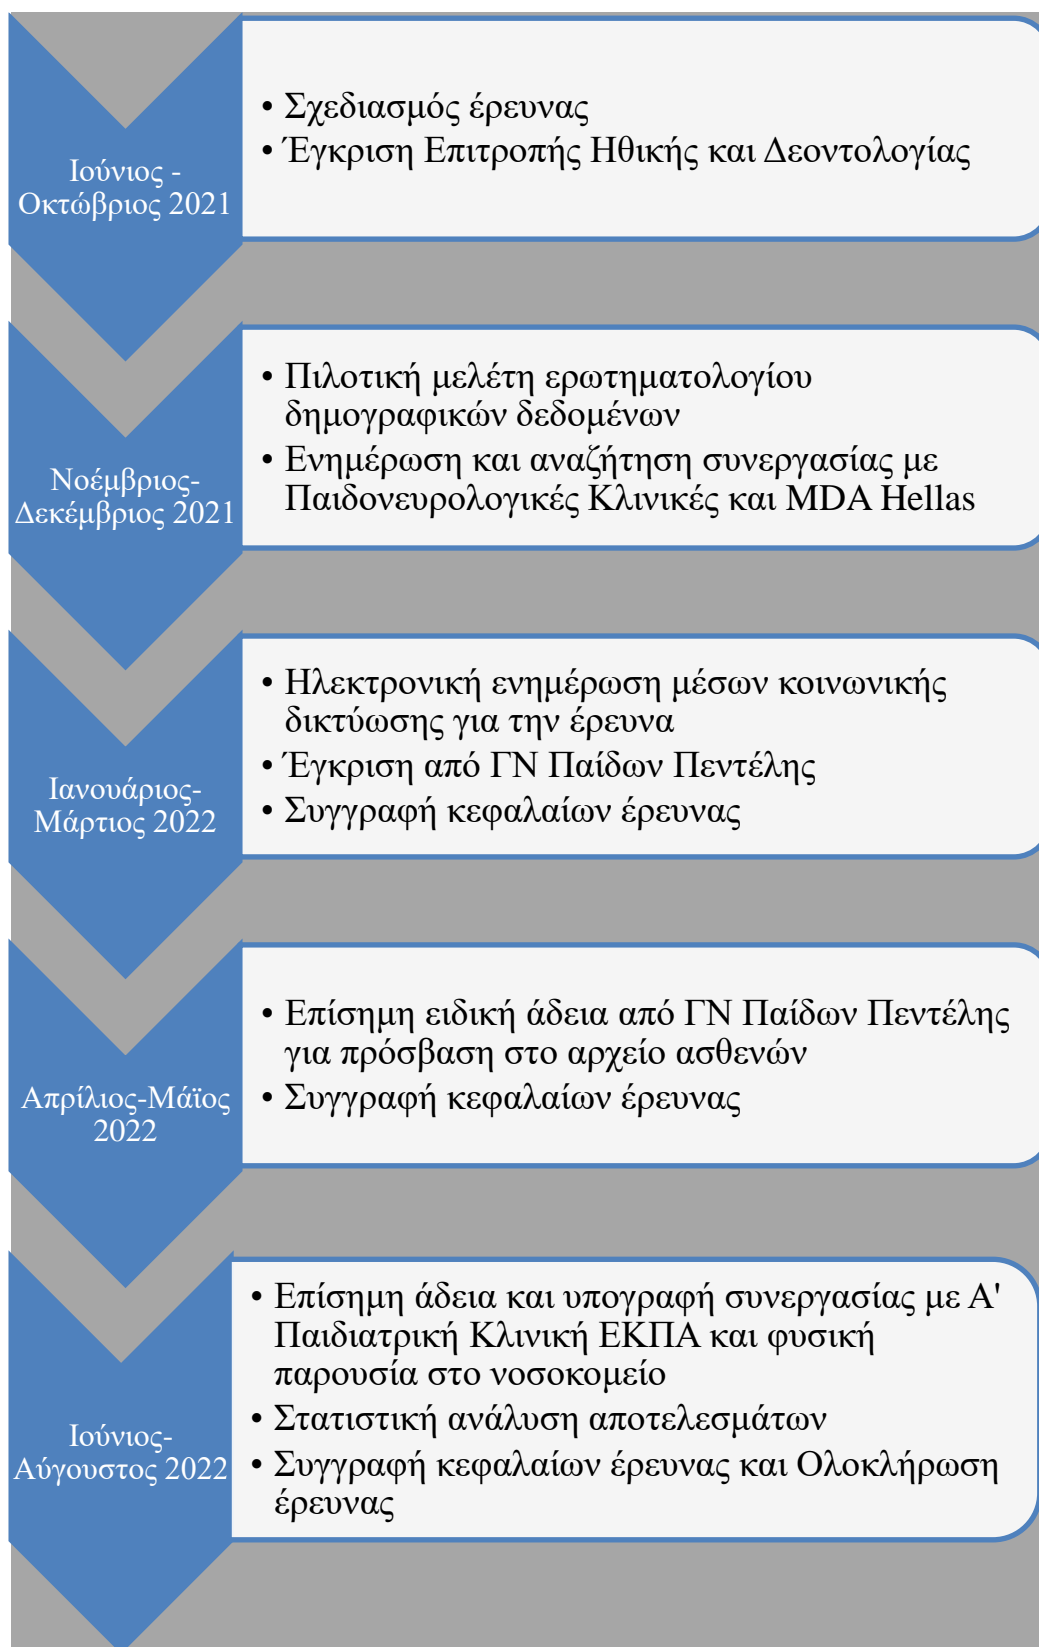 Ιούνιος -
Οκτώβριος 2021
• Σχεδιασμός έρευνας
• Έγκριση Επιτροπής Ηθικής και Δεοντολογίας
Νοέμβριος-
Δεκέμβριος 2021
• Πιλοτική μελέτη ερωτηματολογίου
δημογραφικών δεδομένων
• Ενημέρωση και αναζήτηση συνεργασίας με
Παιδονευρολογικές Κλινικές και MDA Hellas
Ιανουάριος-
Μάρτιος 2022
• Ηλεκτρονική ενημέρωση μέσων κοινωνικής
δικτύωσης για την έρευνα
• Έγκριση από ΓΝ Παίδων Πεντέλης
• Συγγραφή κεφαλαίων έρευνας
Απρίλιος-Μάϊος
2022
• Επίσημη ειδική άδεια από ΓΝ Παίδων Πεντέλης
για πρόσβαση στο αρχείο ασθενών
• Συγγραφή κεφαλαίων έρευνας
Ιούνιος-
Αύγουστος 2022
• Επίσημη άδεια και υπογραφή συνεργασίας με Α'
Παιδιατρική Κλινική ΕΚΠΑ και φυσική
παρουσία στο νοσοκομείο
• Στατιστική ανάλυση αποτελεσμάτων
• Συγγραφή κεφαλαίων έρευνας και Ολοκλήρωση
έρευνας